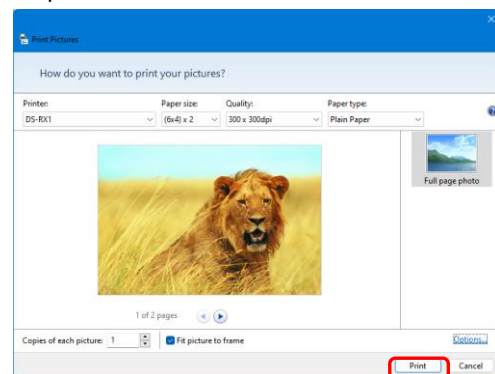 Print Pictures
How do you want to print your pictures?
Printer: Paper size: Quality: Paper type:
DS-RX1 (6x4) x 2 300 x 300dpi Plain Paper
Full page photo
1 of 2 pages
Copies of each picture: 1 Fit picture to frame Options...
Print Cancel